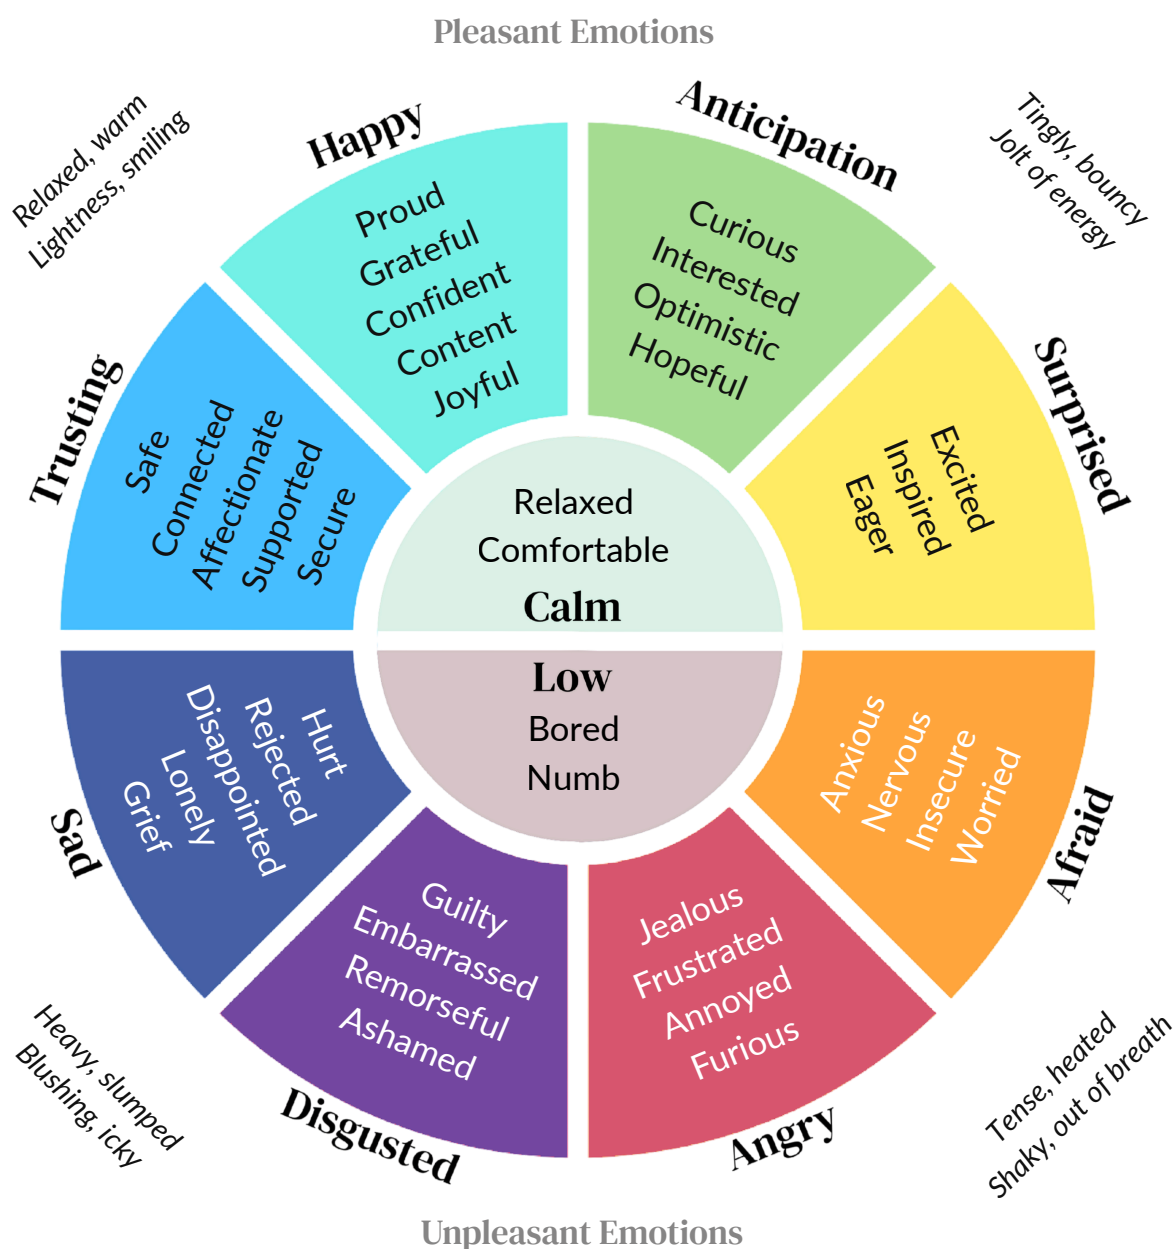 Pleasant Emotions
Relaxed, warm
Lightness, smiling
Happy
Proud
Grateful
Confident
Content
Joyful
Anticipation
Curious
Interested
Optimistic
Hopeful
Tingly, bouncy
Jolt of energy
Trusting
Safe
Connected
Affectionate
Supported
Secure
Surprised
Excited
Inspired
Eager
Relaxed
Comfortable
Calm
Low
Bored
Numb
Sad
Hurt
Rejected
Disappointed
Lonely
Grief
Afraid
Anxious
Nervous
Insecure
Worried
Disgusted
Guilty
Embarrassed
Remorseful
Ashamed
Angry
Jealous
Frustrated
Annoyed
Furious
Heavy, slumped
Blushing, icky
Tense, heated
Shaky, out of breath
Unpleasant Emotions